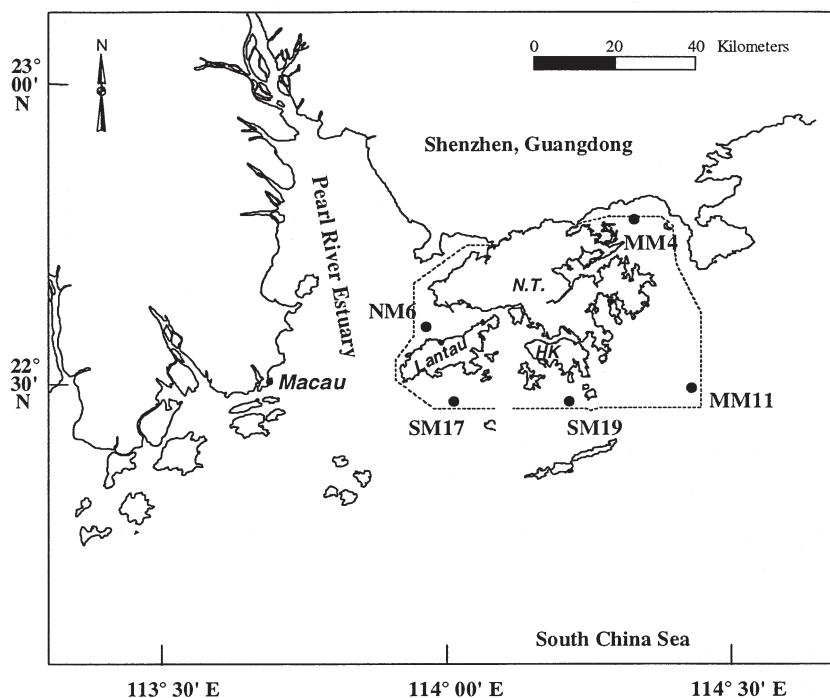 N
0 20 40 Kilometers
23°
00'
N
Shenzhen, Guangdong
Pearl River Estuary
MM4
N.T.
NM6
Lantau
HK
22°
30'
N
Macau
MM11
SM17
SM19
South China Sea
113° 30' E
114° 00' E
114° 30' E